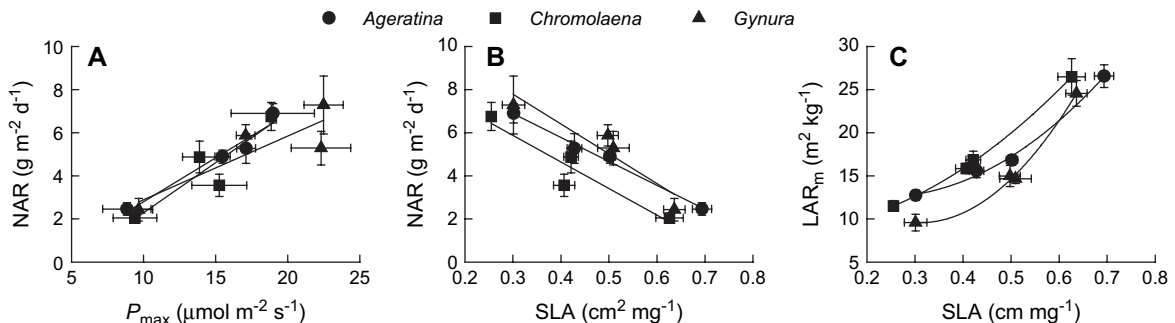 Ageratina Chromolaena Gynura
A
NAR (g m-2 d-1)
10
8
6
4
2
0
5 10 15 20 25
Pmax (μmol m-2 s-1)
B
NAR (g m-2 d-1)
10
8
6
4
2
0
0.2 0.3 0.4 0.5 0.6 0.7 0.8
SLA (cm2 mg-1)
C
LARm (m2 kg-1)
30
25
20
15
10
5
0.2 0.3 0.4 0.5 0.6 0.7 0.8
SLA (cm mg-1)